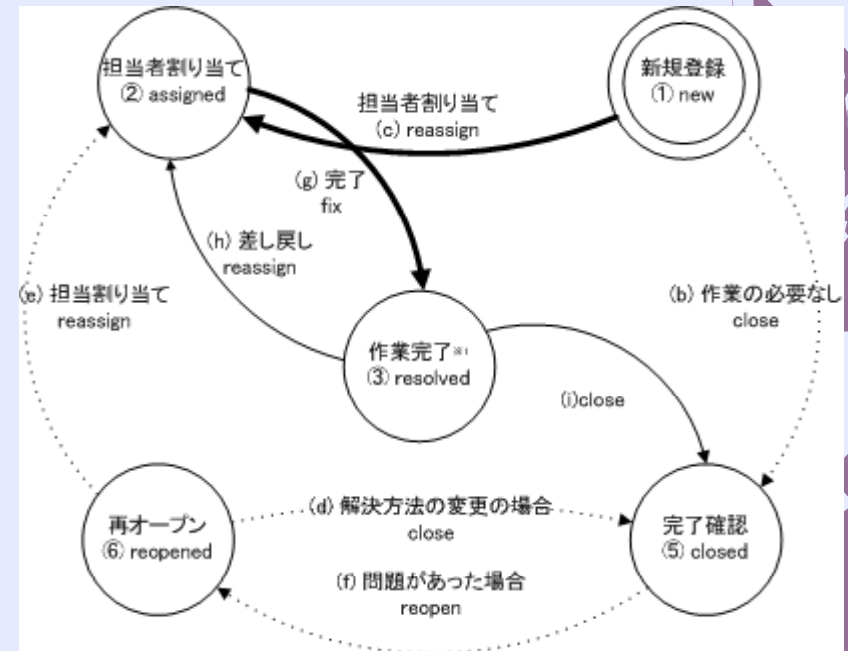 担当者割り当て
② assigned
新規登録
① new
担当者割り当て
(c) reassign
(g) 完了
fix
(h) 差し戻し
reassign
(e) 担当割り当て
reassign
(b) 作業の必要なし
close
作業完了※1
③ resolved
(i)close
再オープン
⑥ reopened
(d) 解決方法の変更の場合
close
完了確認
⑤ closed
(f) 問題があった場合
reopen